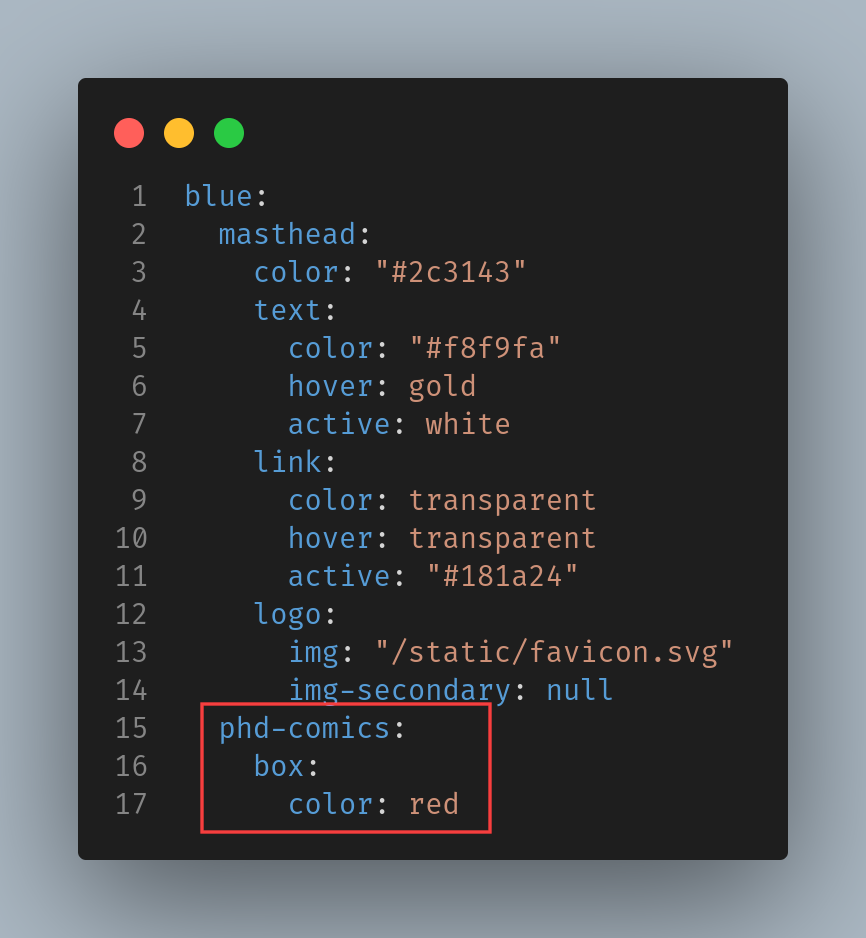 1 blue:
2   masthead:
3     color: "#2c3143"
4     text:
5       color: "#f8f9fa"
6       hover: gold
7       active: white
8     link:
9       color: transparent
10       hover: transparent
11       active: "#181a24"
12     logo:
13       img: "/static/favicon.svg"
14       img-secondary: null
15   phd-comics:
16     box:
17       color: red